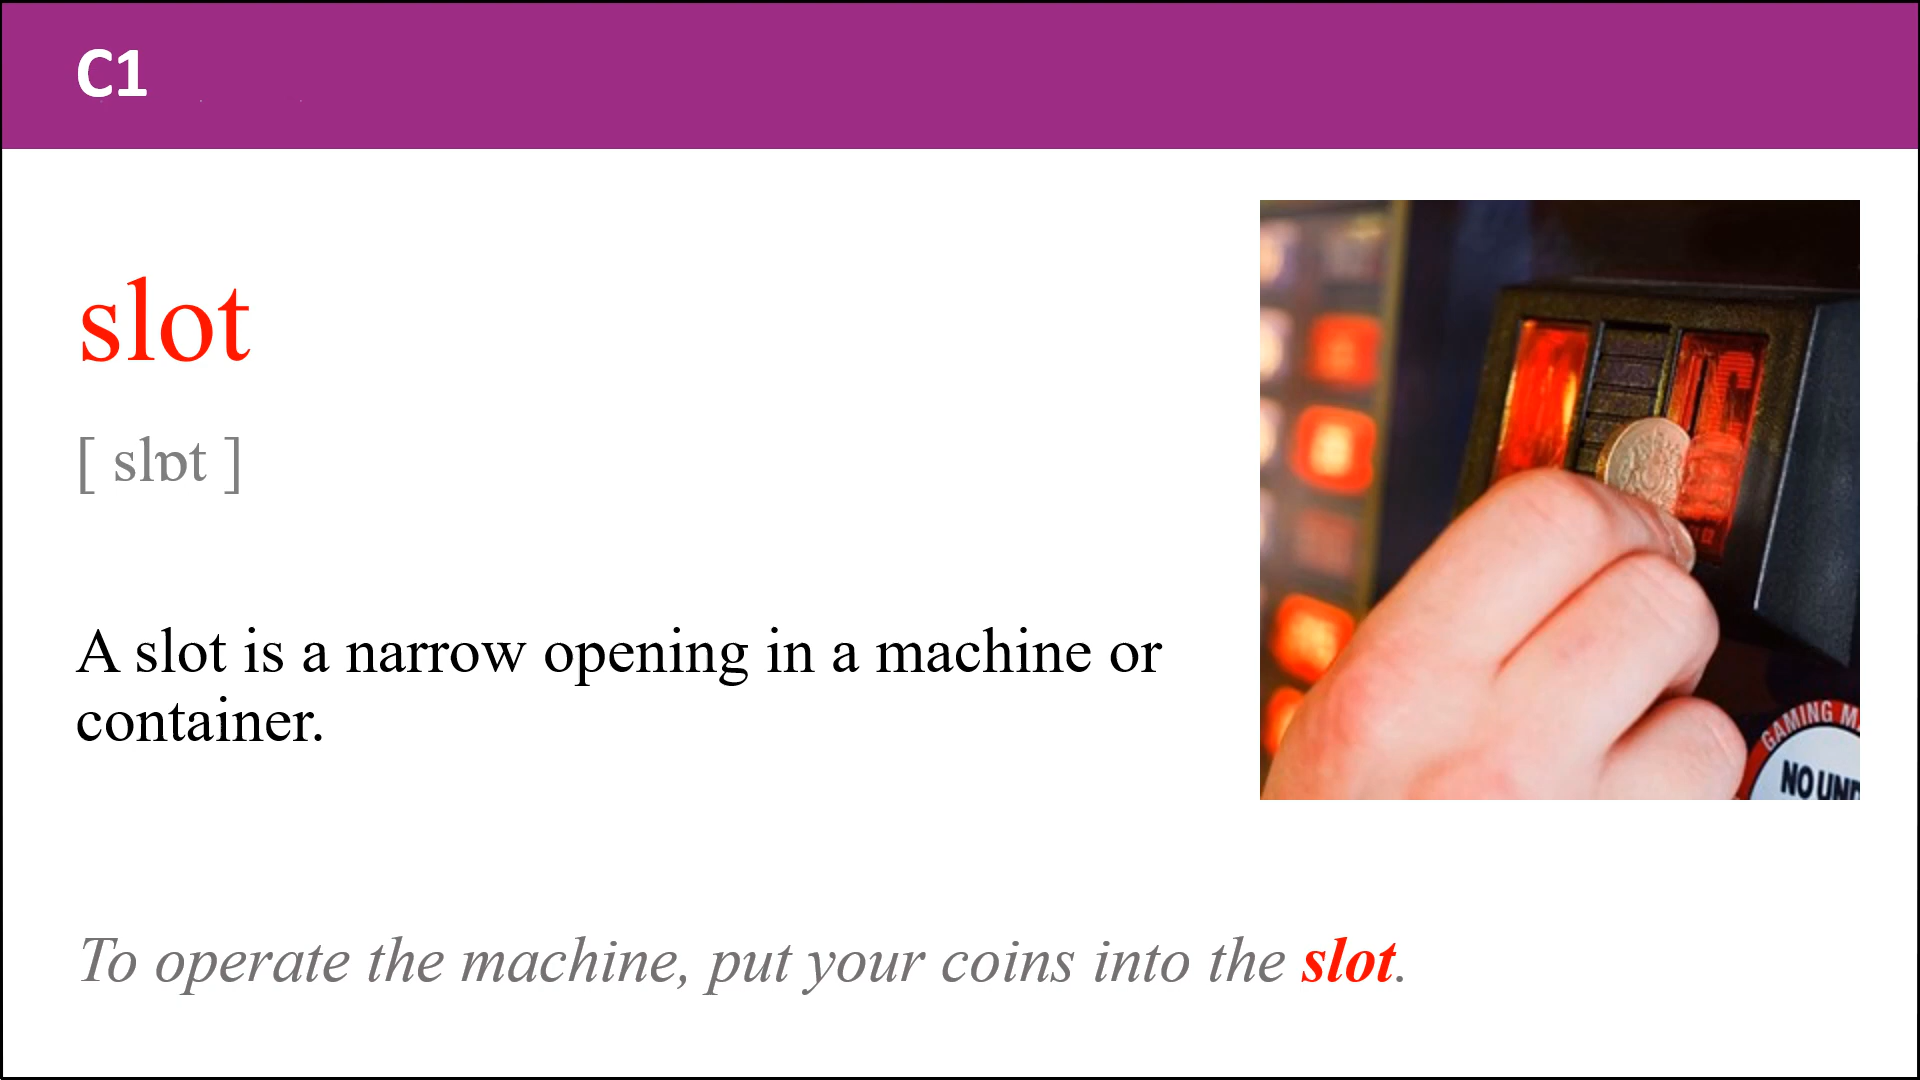 C1
slot
[ slɒt ]
A slot is a narrow opening in a machine or
container.
GAMING
NO
To operate the machine, put your coins into the slot.